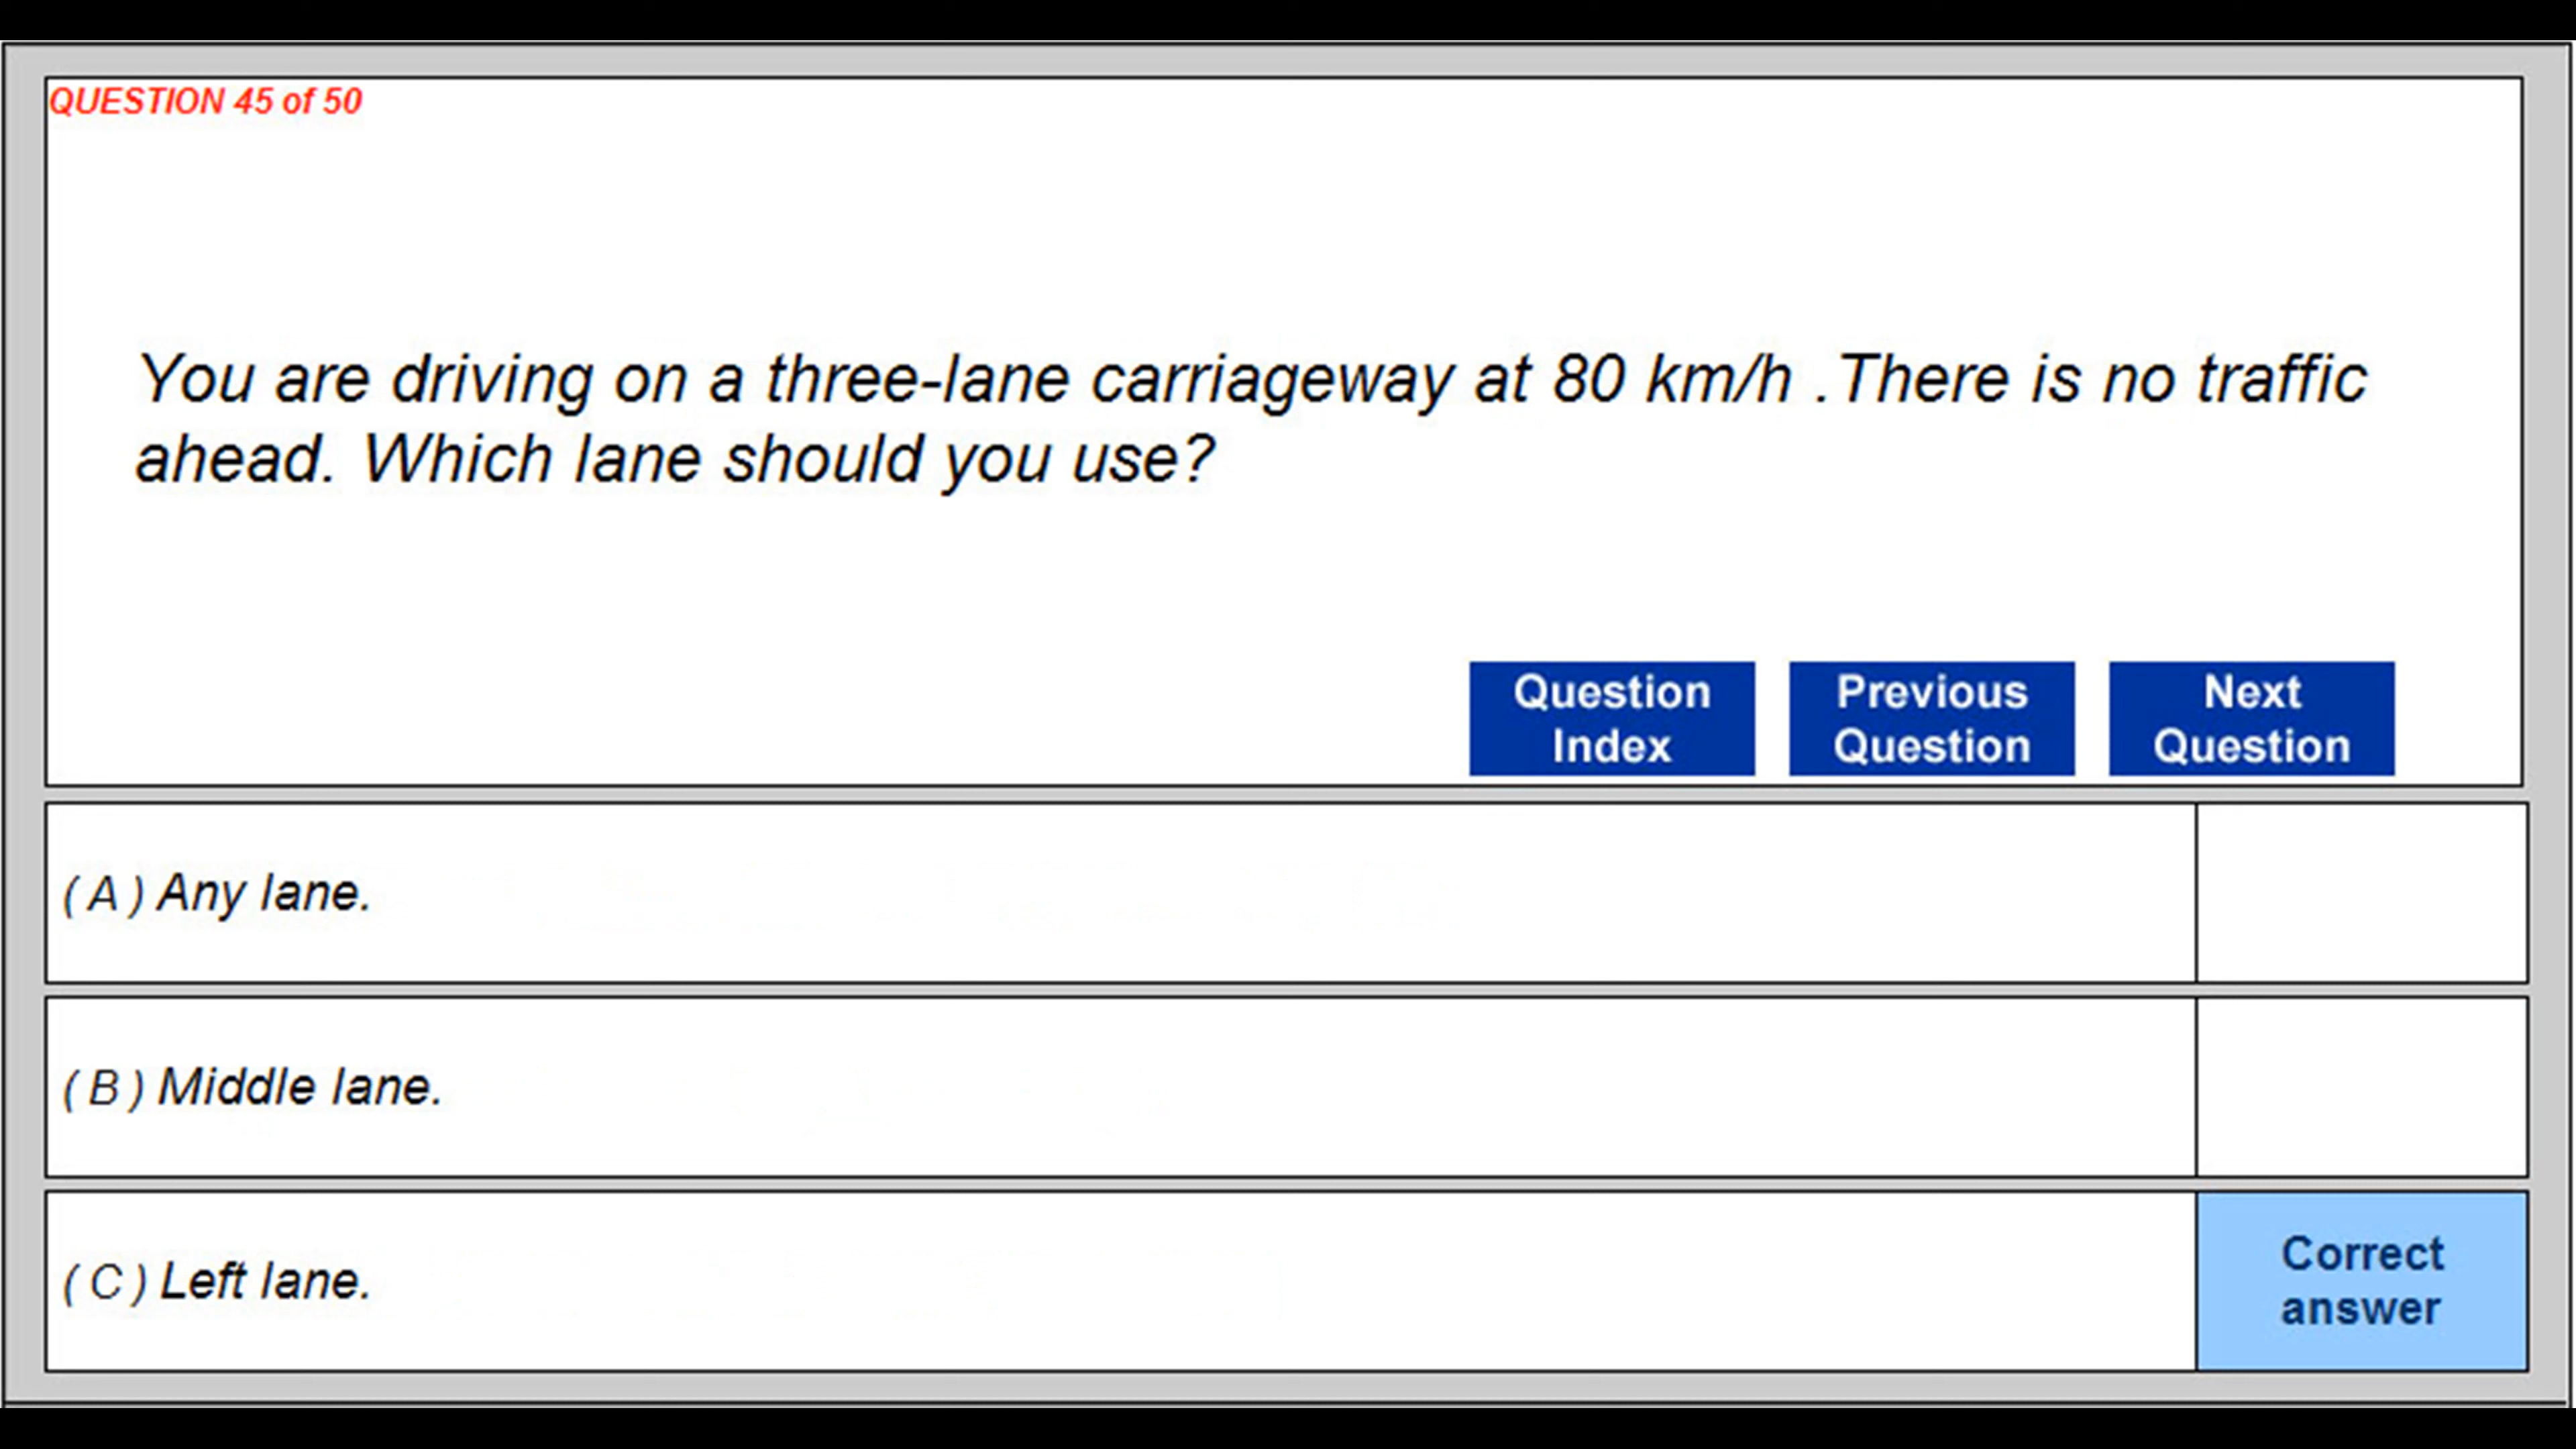 QUESTION 45 of 50
You are driving on a three-lane carriageway at 80 km/h .There is no traffic
ahead. Which lane should you use?
Question
Index
Previous
Question
Next
Question
( A ) Any lane.
( B ) Middle lane.
( C ) Left lane.
Correct
answer